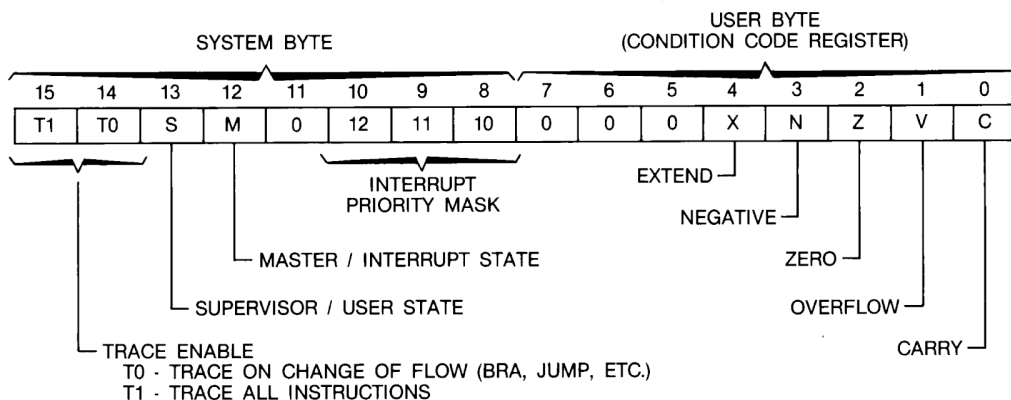 USER BYTE
SYSTEM BYTE (CONDITION CODE REGISTER)
15 14 13 12 11 10 9 8 7 6 5 4 3 2 1 0
T1 T0 S M 0 12 11 10 0 0 0 X N Z V C
INTERRUPT EXTEND
PRIORITY MASK
NEGATIVE
MASTER / INTERRUPT STATE ZERO
SUPERVISOR / USER STATE OVERFLOW
TRACE ENABLE CARRY
T0 - TRACE ON CHANGE OF FLOW (BRA, JUMP, ETC.)
T1 - TRACE ALL INSTRUCTIONS